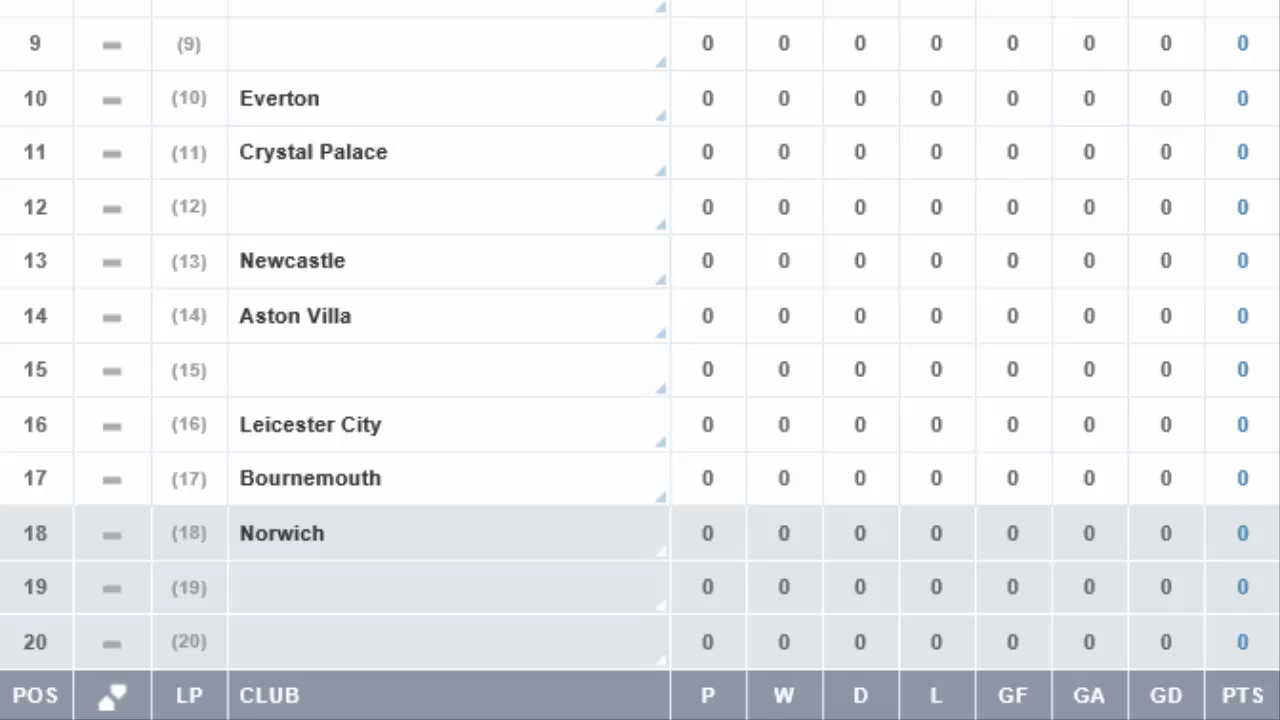 9 (9) 0 0 0 0 0 0 0 0
10 (10) Everton 0 0 0 0 0 0 0 0
11 (11) Crystal Palace 0 0 0 0 0 0 0 0
12 (12) 0 0 0 0 0 0 0 0
13 (13) Newcastle 0 0 0 0 0 0 0 0
14 (14) Aston Villa 0 0 0 0 0 0 0 0
15 (15) 0 0 0 0 0 0 0 0
16 (16) Leicester City 0 0 0 0 0 0 0 0
17 (17) Bournemouth 0 0 0 0 0 0 0 0
18 (18) Norwich 0 0 0 0 0 0 0 0
19 (19) 0 0 0 0 0 0 0 0
20 (20) 0 0 0 0 0 0 0 0
POS LP CLUB P W D L GF GA GD PTS